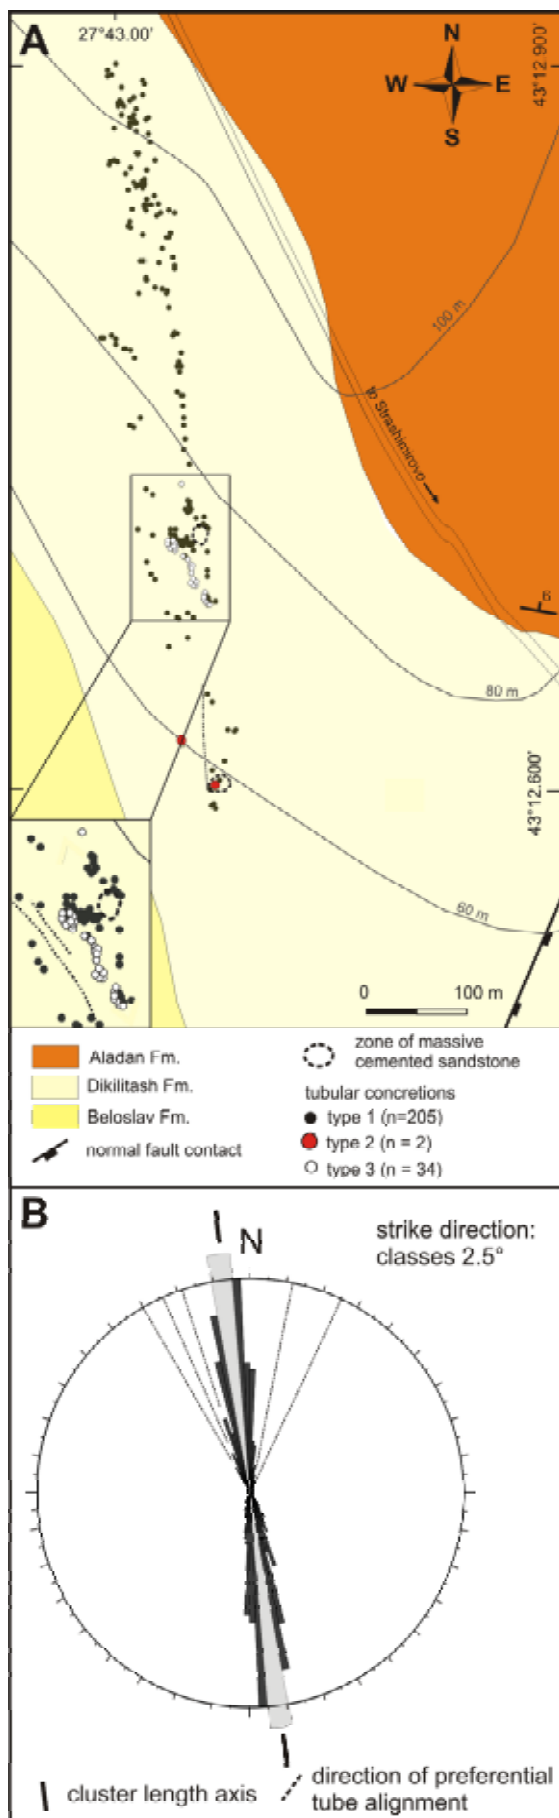 A
27°43.00'
43°12.900'
N
W
E
S
100 m
to Strashimirovo
6
80 m
43°12.600'
60 m
0
100 m
Aladan Fm.
Dikilitash Fm.
Beloslav Fm.
normal fault contact
zone of massive
cemented sandstone
tubular concretions
type 1 (n=205)
type 2 (n = 2)
type 3 (n = 34)
B
N
strike direction:
classes 2.5°
cluster length axis
direction of preferential
tube alignment